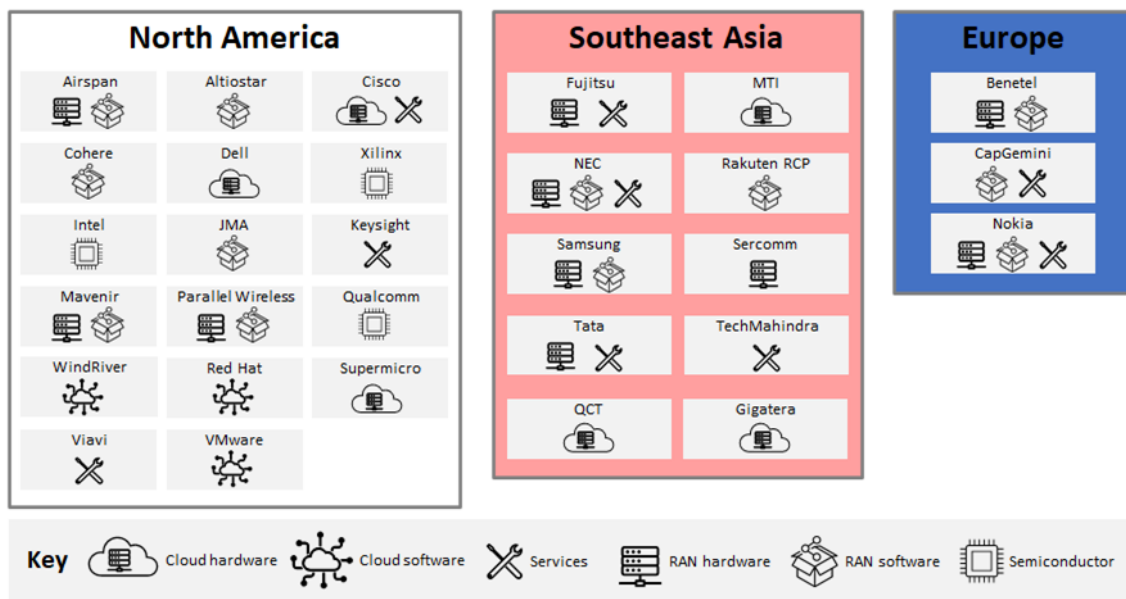 North America
Airspan
Altiostar
Cisco
Cohere
Dell
Xilinx
Intel
JMA
Keysight
Mavenir
Parallel Wireless
Qualcomm
WindRiver
Red Hat
Supermicro
Viavi
VMware
Southeast Asia
Fujitsu
MTI
NEC
Rakuten RCP
Samsung
Sercomm
Tata
TechMahindra
QCT
Gigatera
Europe
Benetel
CapGemini
Nokia
Key
Cloud hardware
Cloud software
Services
RAN hardware
RAN software
Semiconductor